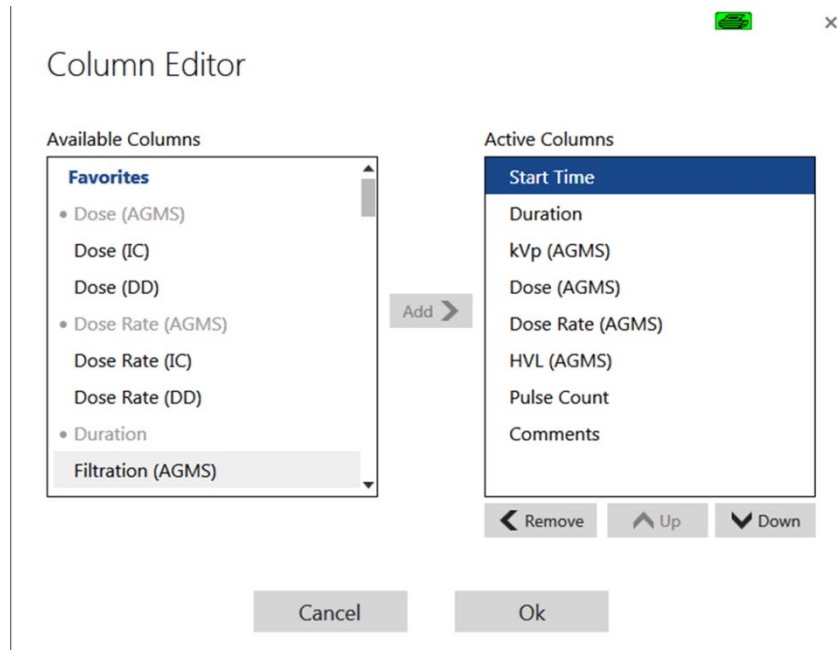 Column Editor
Available Columns
Favorites
• Dose (AGMS)
Dose (IC)
Dose (DD)
• Dose Rate (AGMS)
Dose Rate (IC)
Dose Rate (DD)
• Duration
Filtration (AGMS)
Add
Active Columns
Start Time
Duration
kVp (AGMS)
Dose (AGMS)
Dose Rate (AGMS)
HVL (AGMS)
Pulse Count
Comments
Remove
Up
Down
Cancel
Ok